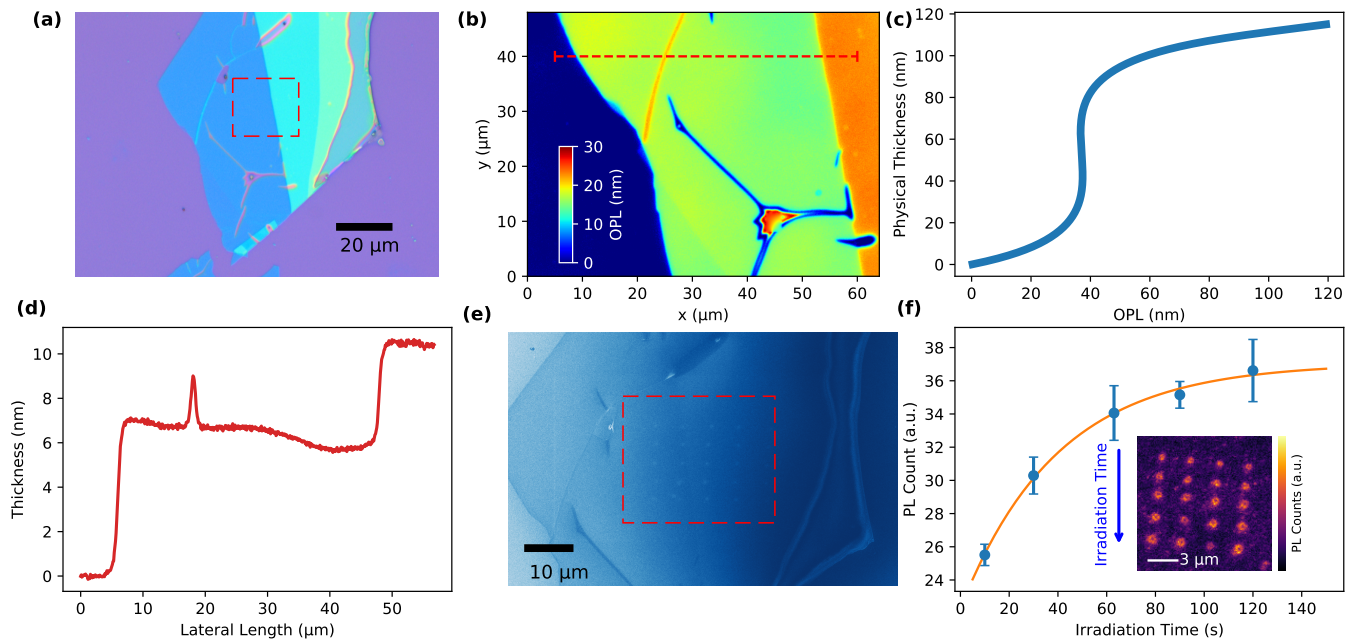 (a)
20 μm
(b)
y (μm)
40
30
20
10
0
30
20
10
0
OPL (nm)
0 10 20 30 40 50 60
x (μm)
(c)
Physical Thickness (nm)
120
100
80
60
40
20
0
0 20 40 60 80 100 120
OPL (nm)
(d)
Thickness (nm)
10
8
6
4
2
0
0 10 20 30 40 50
Lateral Length (μm)
(e)
10 μm
(f)
PL Count (a.u.)
38
36
34
32
30
28
26
24
Irradiation Time
3 μm
PL Counts (a.u.)
0 20 40 60 80 100 120 140
Irradiation Time (s)